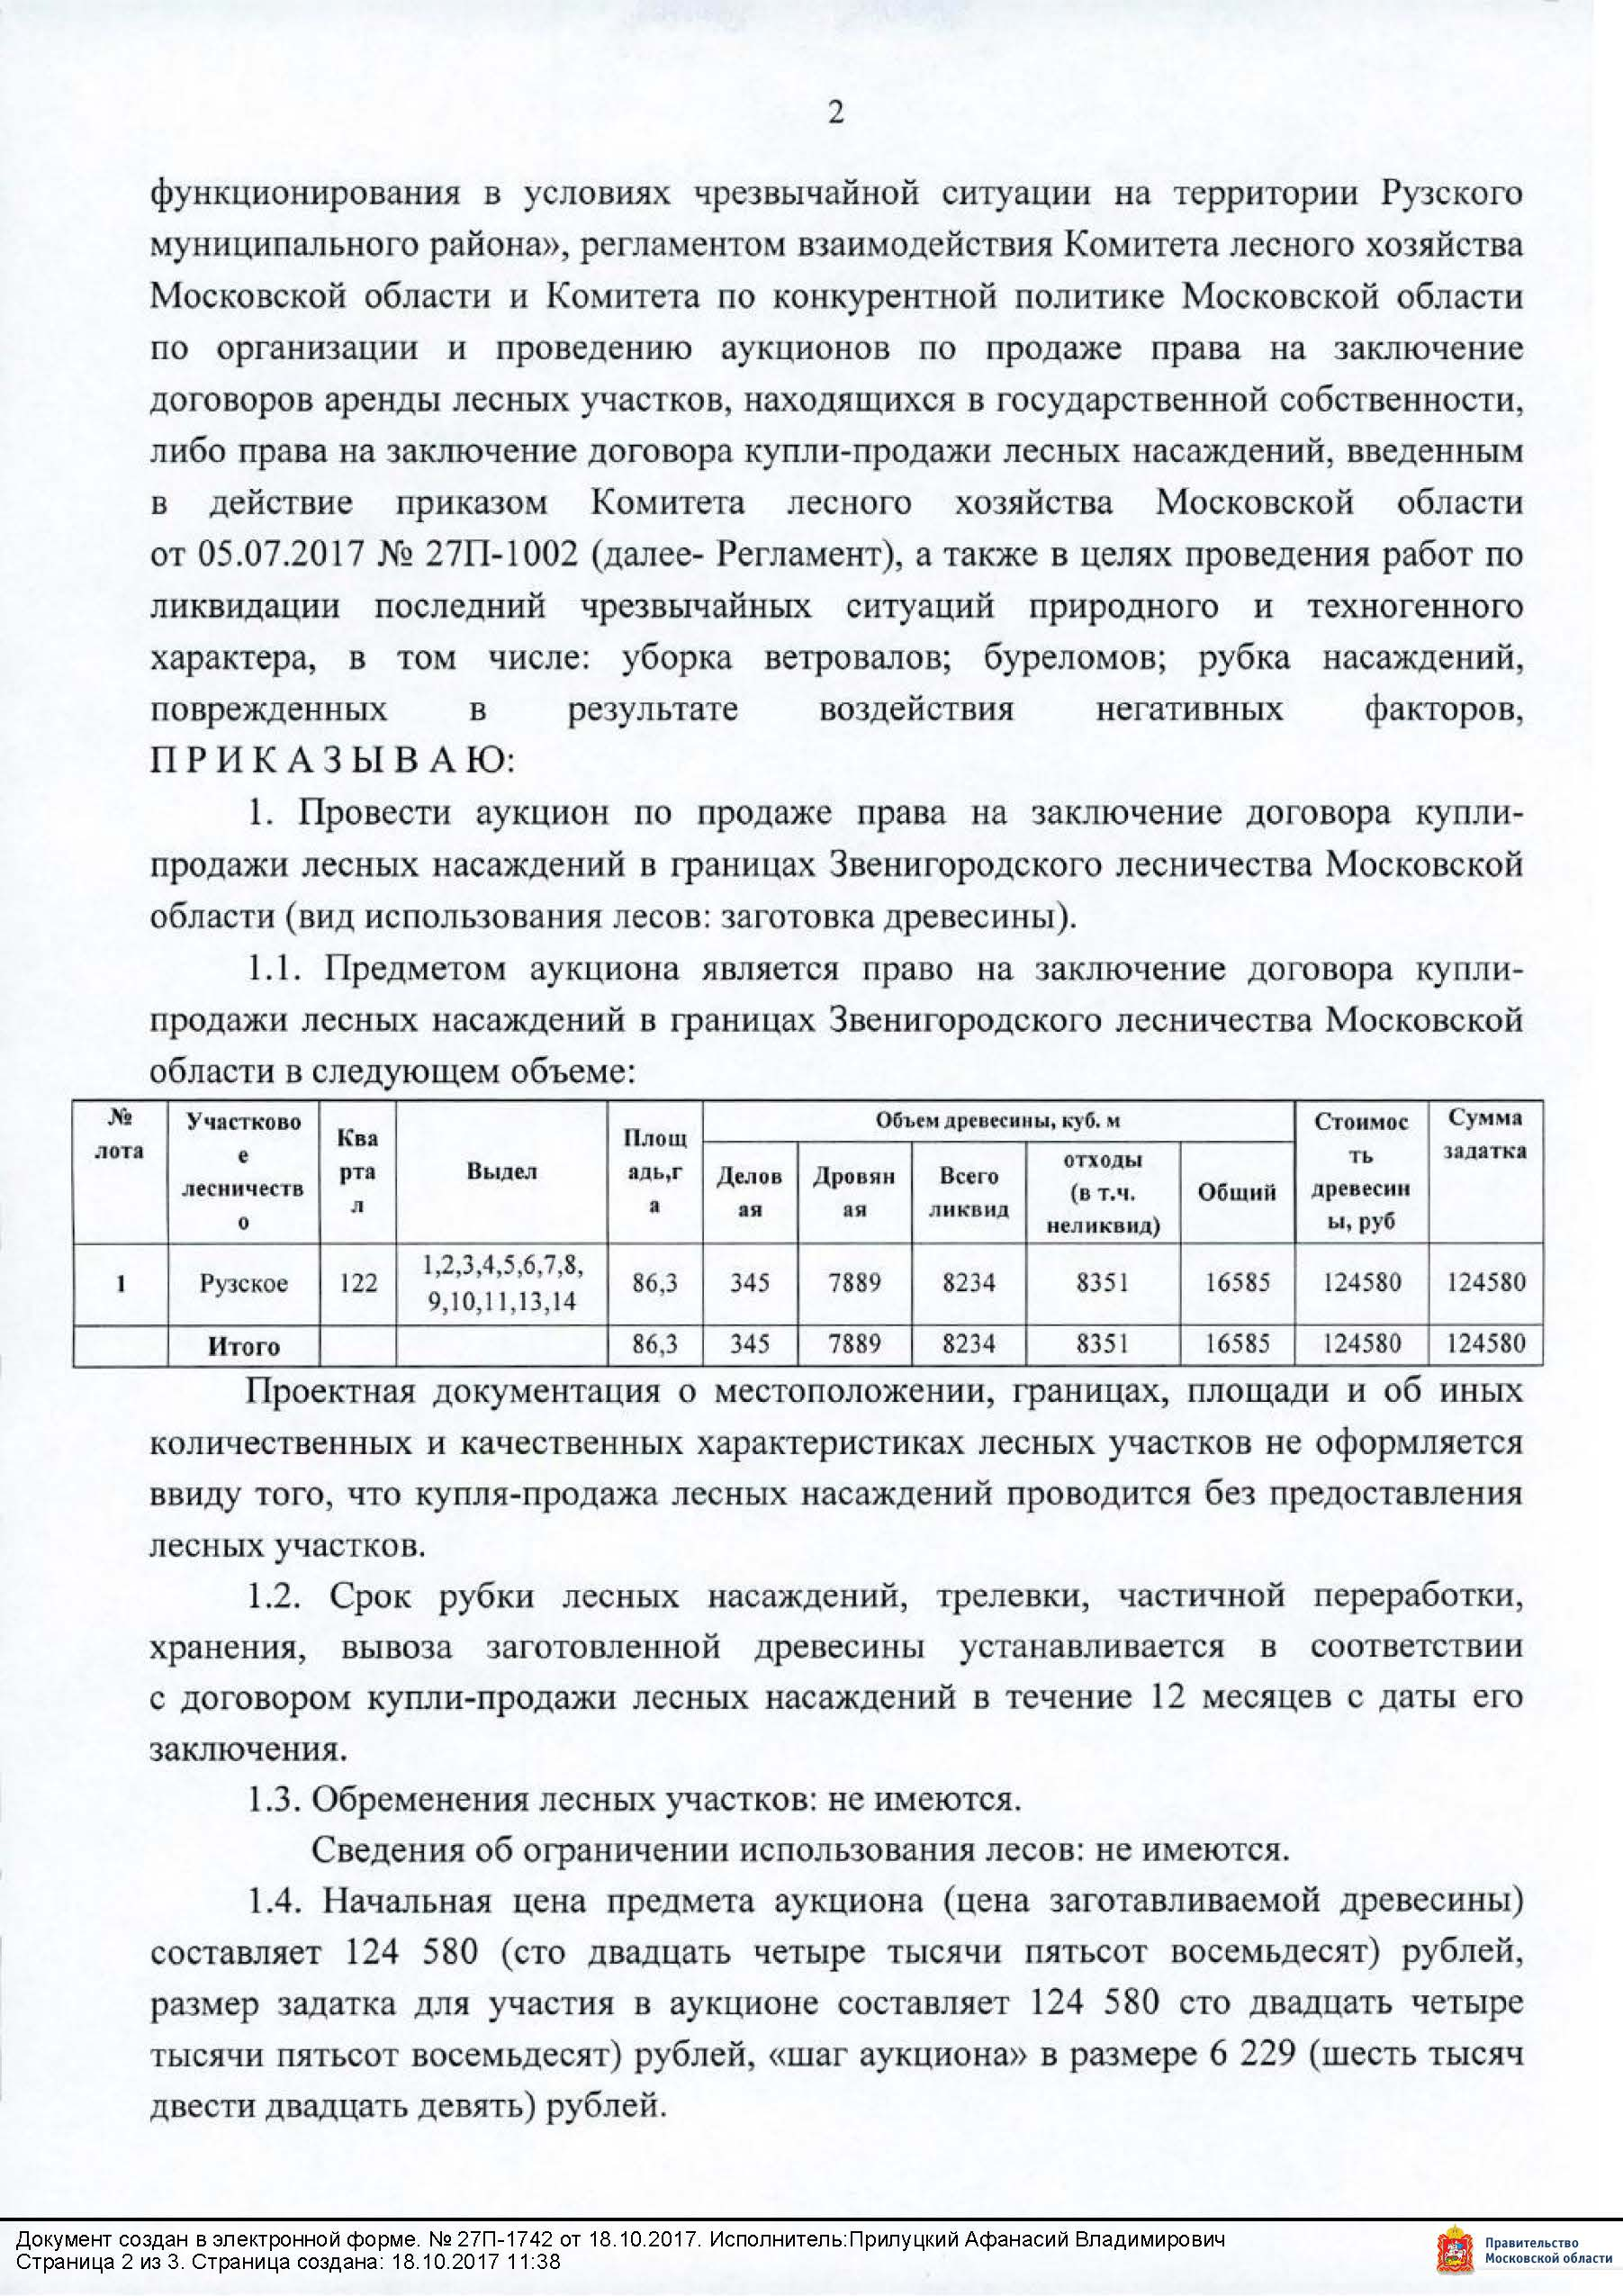 2
функционирования в условиях чрезвычайной ситуации на территории Рузского
муниципального района», регламентом взаимодействия Комитета лесного хозяйства
Московской области и Комитета по конкурентной политике Московской области
по организации и проведению аукционов по продаже права на заключение
договоров аренды лесных участков, находящихся в государственной собственности,
либо права на заключение договора купли-продажи лесных насаждений, введенным
в действие приказом Комитета лесного хозяйства Московской области
от 05.07.2017 № 27П-1002 (далее- Регламент), а также в целях проведения работ по
ликвидации последний чрезвычайных ситуаций природного и техногенного
характера, в том числе: уборка ветровалов; буреломов; рубка насаждений,
поврежденных в результате воздействия негативных факторов,
П Р И К А З Ы В А Ю:
1. Провести аукцион по продаже права на заключение договора купли-
продажи лесных насаждений в границах Звенигородского лесничества Московской
области (вид использования лесов: заготовка древесины).
1.1. Предметом аукциона является право на заключение договора купли-
продажи лесных насаждений в границах Звенигородского лесничества Московской
области в следующем объеме:
№ лота Участковое лесничество Квартал Выдел Площадь,га Объем древесины, куб. м Стоимость древесины, руб Сумма задатка
Деловая Дровяная Всего ликвид отходы (в т.ч. неликвид) Общий
1 Рузское 122 1,2,3,4,5,6,7,8, 9,10,11,13,14 86,3 345 7889 8234 8351 16585 124580 124580
Итого 86,3 345 7889 8234 8351 16585 124580 124580
Проектная документация о местоположении, границах, площади и об иных
количественных и качественных характеристиках лесных участков не оформляется
ввиду того, что купля-продажа лесных насаждений проводится без предоставления
лесных участков.
1.2. Срок рубки лесных насаждений, трелевки, частичной переработки,
хранения, вывоза заготовленной древесины устанавливается в соответствии
с договором купли-продажи лесных насаждений в течение 12 месяцев с даты его
заключения.
1.3. Обременения лесных участков: не имеются.
Сведения об ограничении использования лесов: не имеются.
1.4. Начальная цена предмета аукциона (цена заготавливаемой древесины)
составляет 124 580 (сто двадцать четыре тысячи пятьсот восемьдесят) рублей,
размер задатка для участия в аукционе составляет 124 580 сто двадцать четыре
тысячи пятьсот восемьдесят) рублей, «шаг аукциона» в размере 6 229 (шесть тысяч
двести двадцать девять) рублей.
Документ создан в электронной форме. № 27П-1742 от 18.10.2017. Исполнитель:Прилуцкий Афанасий Владимирович
Страница 2 из 3. Страница создана: 18.10.2017 11:38
Правительство
Московской области